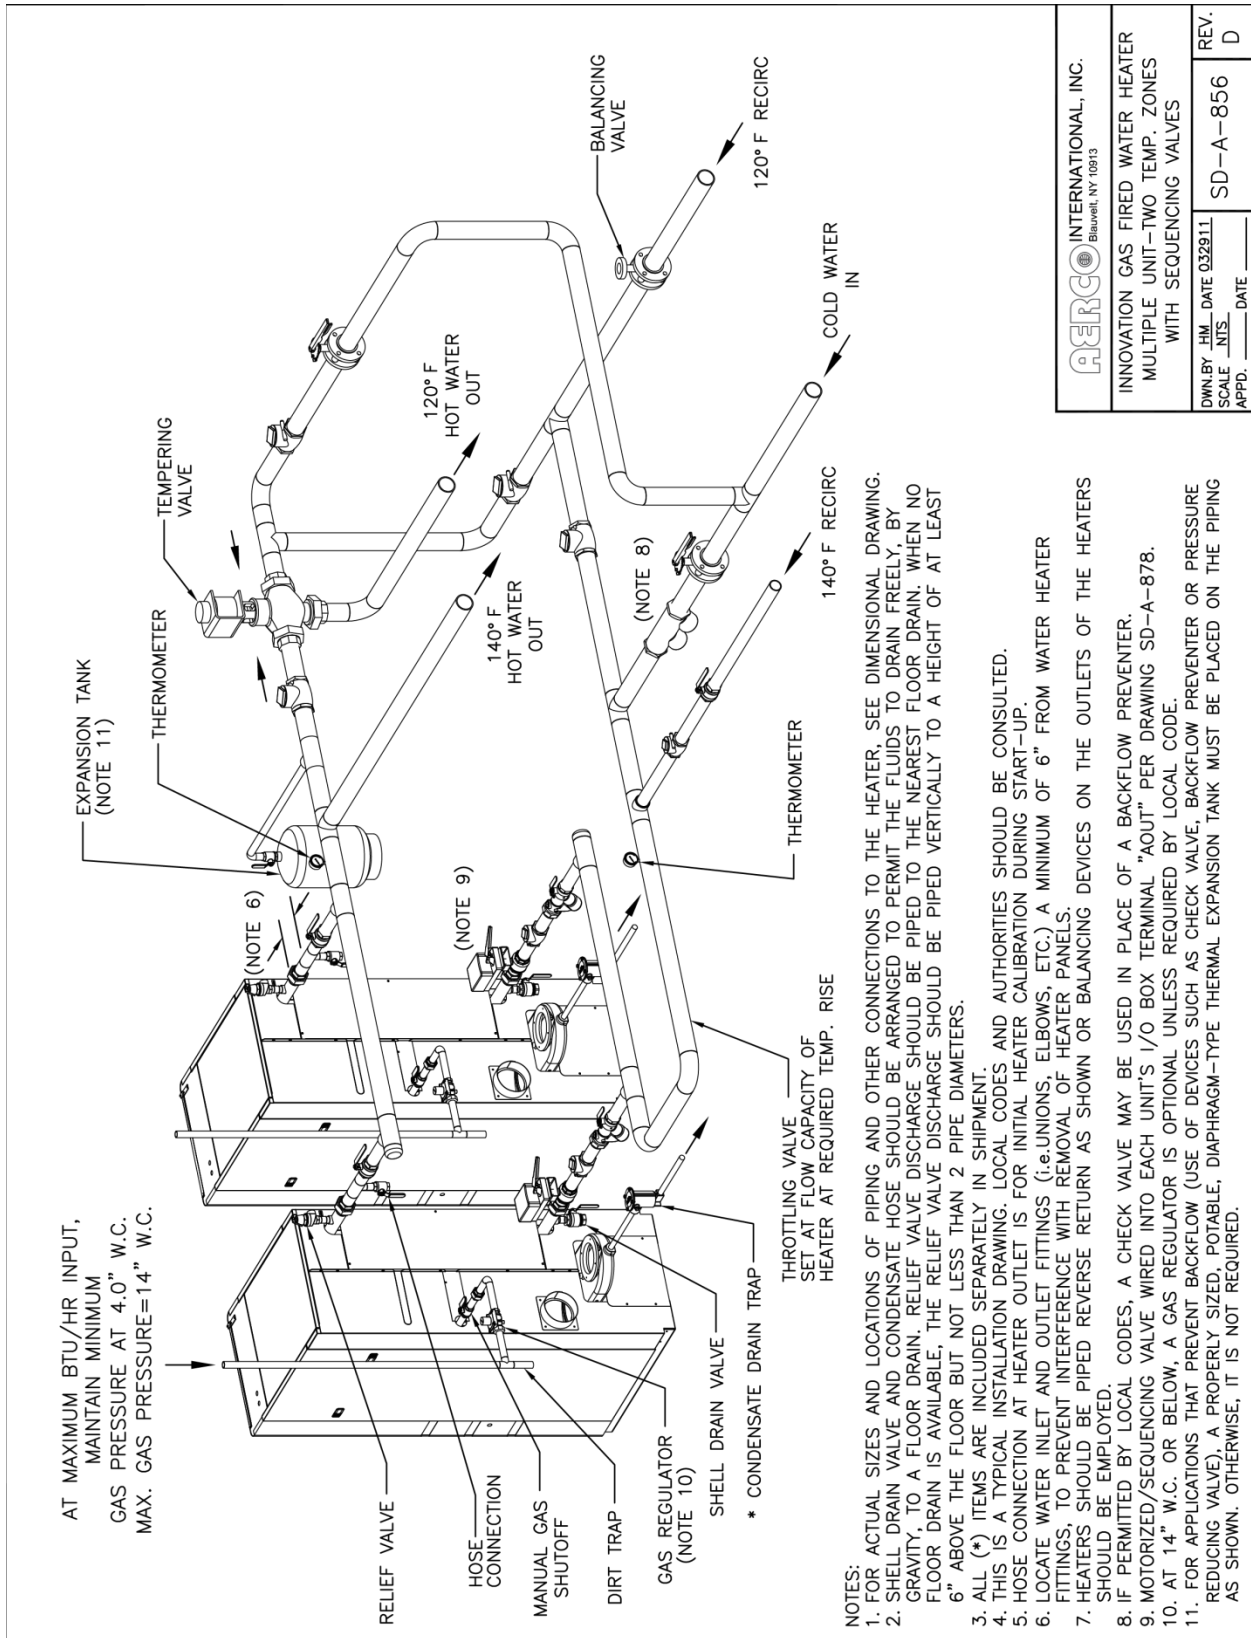 AT MAXIMUM BTU/HR INPUT,
MAINTAIN MINIMUM
GAS PRESSURE AT 4.0" W.C.
MAX. GAS PRESSURE=14" W.C.
EXPANSION TANK
(NOTE 11)
THERMOMETER
TEMPERING
VALVE
(NOTE 6)
(NOTE 9)
120° F
HOT WATER
OUT
140° F
HOT WATER
OUT
BALANCING
VALVE
120° F RECIRC
COLD WATER
IN
(NOTE 8)
140° F RECIRC
THERMOMETER
RELIEF VALVE
HOSE
CONNECTION
MANUAL GAS
SHUTOFF
DIRT TRAP
GAS REGULATOR
(NOTE 10)
SHELL DRAIN VALVE
* CONDENSATE DRAIN TRAP
THROTTLING VALVE
SET AT FLOW CAPACITY OF
HEATER AT REQUIRED TEMP. RISE
NOTES:
1. FOR ACTUAL SIZES AND LOCATIONS OF PIPING AND OTHER CONNECTIONS TO THE HEATER, SEE DIMENSIONAL DRAWING.
2. SHELL DRAIN VALVE AND CONDENSATE HOSE SHOULD BE ARRANGED TO PERMIT THE FLUIDS TO DRAIN FREELY, BY
GRAVITY, TO A FLOOR DRAIN. RELIEF VALVE DISCHARGE SHOULD BE PIPED TO THE NEAREST FLOOR DRAIN. WHEN NO
FLOOR DRAIN IS AVAILABLE, THE RELIEF VALVE DISCHARGE SHOULD BE PIPED VERTICALLY TO A HEIGHT OF AT LEAST
6" ABOVE THE FLOOR BUT NOT LESS THAN 2 PIPE DIAMETERS.
3. ALL (*) ITEMS ARE INCLUDED SEPARATELY IN SHIPMENT.
4. THIS IS A TYPICAL INSTALLATION DRAWING. LOCAL CODES AND AUTHORITIES SHOULD BE CONSULTED.
5. HOSE CONNECTION AT HEATER OUTLET IS FOR INITIAL HEATER CALIBRATION DURING START-UP.
6. LOCATE WATER INLET AND OUTLET FITTINGS (i.e.UNIONS, ELBOWS, ETC.) A MINIMUM OF 6" FROM WATER HEATER
FITTINGS, TO PREVENT INTERFERENCE WITH REMOVAL OF HEATER PANELS.
7. HEATERS SHOULD BE PIPED REVERSE RETURN AS SHOWN OR BALANCING DEVICES ON THE OUTLETS OF THE HEATERS
SHOULD BE EMPLOYED.
8. IF PERMITTED BY LOCAL CODES, A CHECK VALVE MAY BE USED IN PLACE OF A BACKFLOW PREVENTER.
9. MOTORIZED/SEQUENCING VALVE WIRED INTO EACH UNIT'S I/O BOX TERMINAL "AOUT" PER DRAWING SD-A-878.
10. AT 14" W.C. OR BELOW, A GAS REGULATOR IS OPTIONAL UNLESS REQUIRED BY LOCAL CODE.
11. FOR APPLICATIONS THAT PREVENT BACKFLOW (USE OF DEVICES SUCH AS CHECK VALVE, BACKFLOW PREVENTER OR PRESSURE
REDUCING VALVE), A PROPERLY SIZED, POTABLE, DIAPHRAGM-TYPE THERMAL EXPANSION TANK MUST BE PLACED ON THE PIPING
AS SHOWN. OTHERWISE, IT IS NOT REQUIRED.
AERCO INTERNATIONAL, INC.
Blauvelt, NY 10913
INNOVATION GAS FIRED WATER HEATER
MULTIPLE UNIT-TWO TEMP. ZONES
WITH SEQUENCING VALVES
DWN.BY HM DATE 032911
SCALE NTS
APPD. DATE
SD-A-856
REV.
D